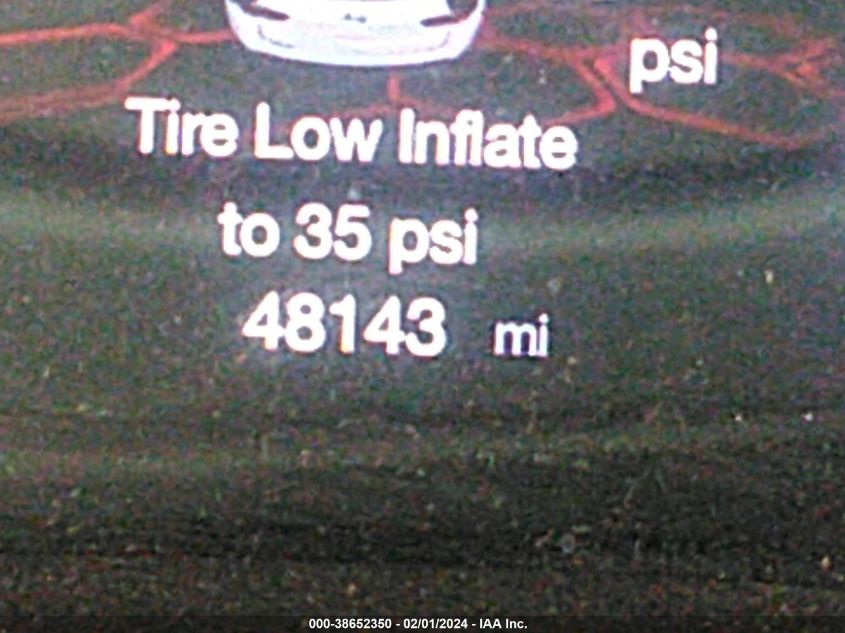 psi
Tire Low Inflate
to 35 psi
48143 mi
000-38652350 - 02/01/2024 - IAA Inc.